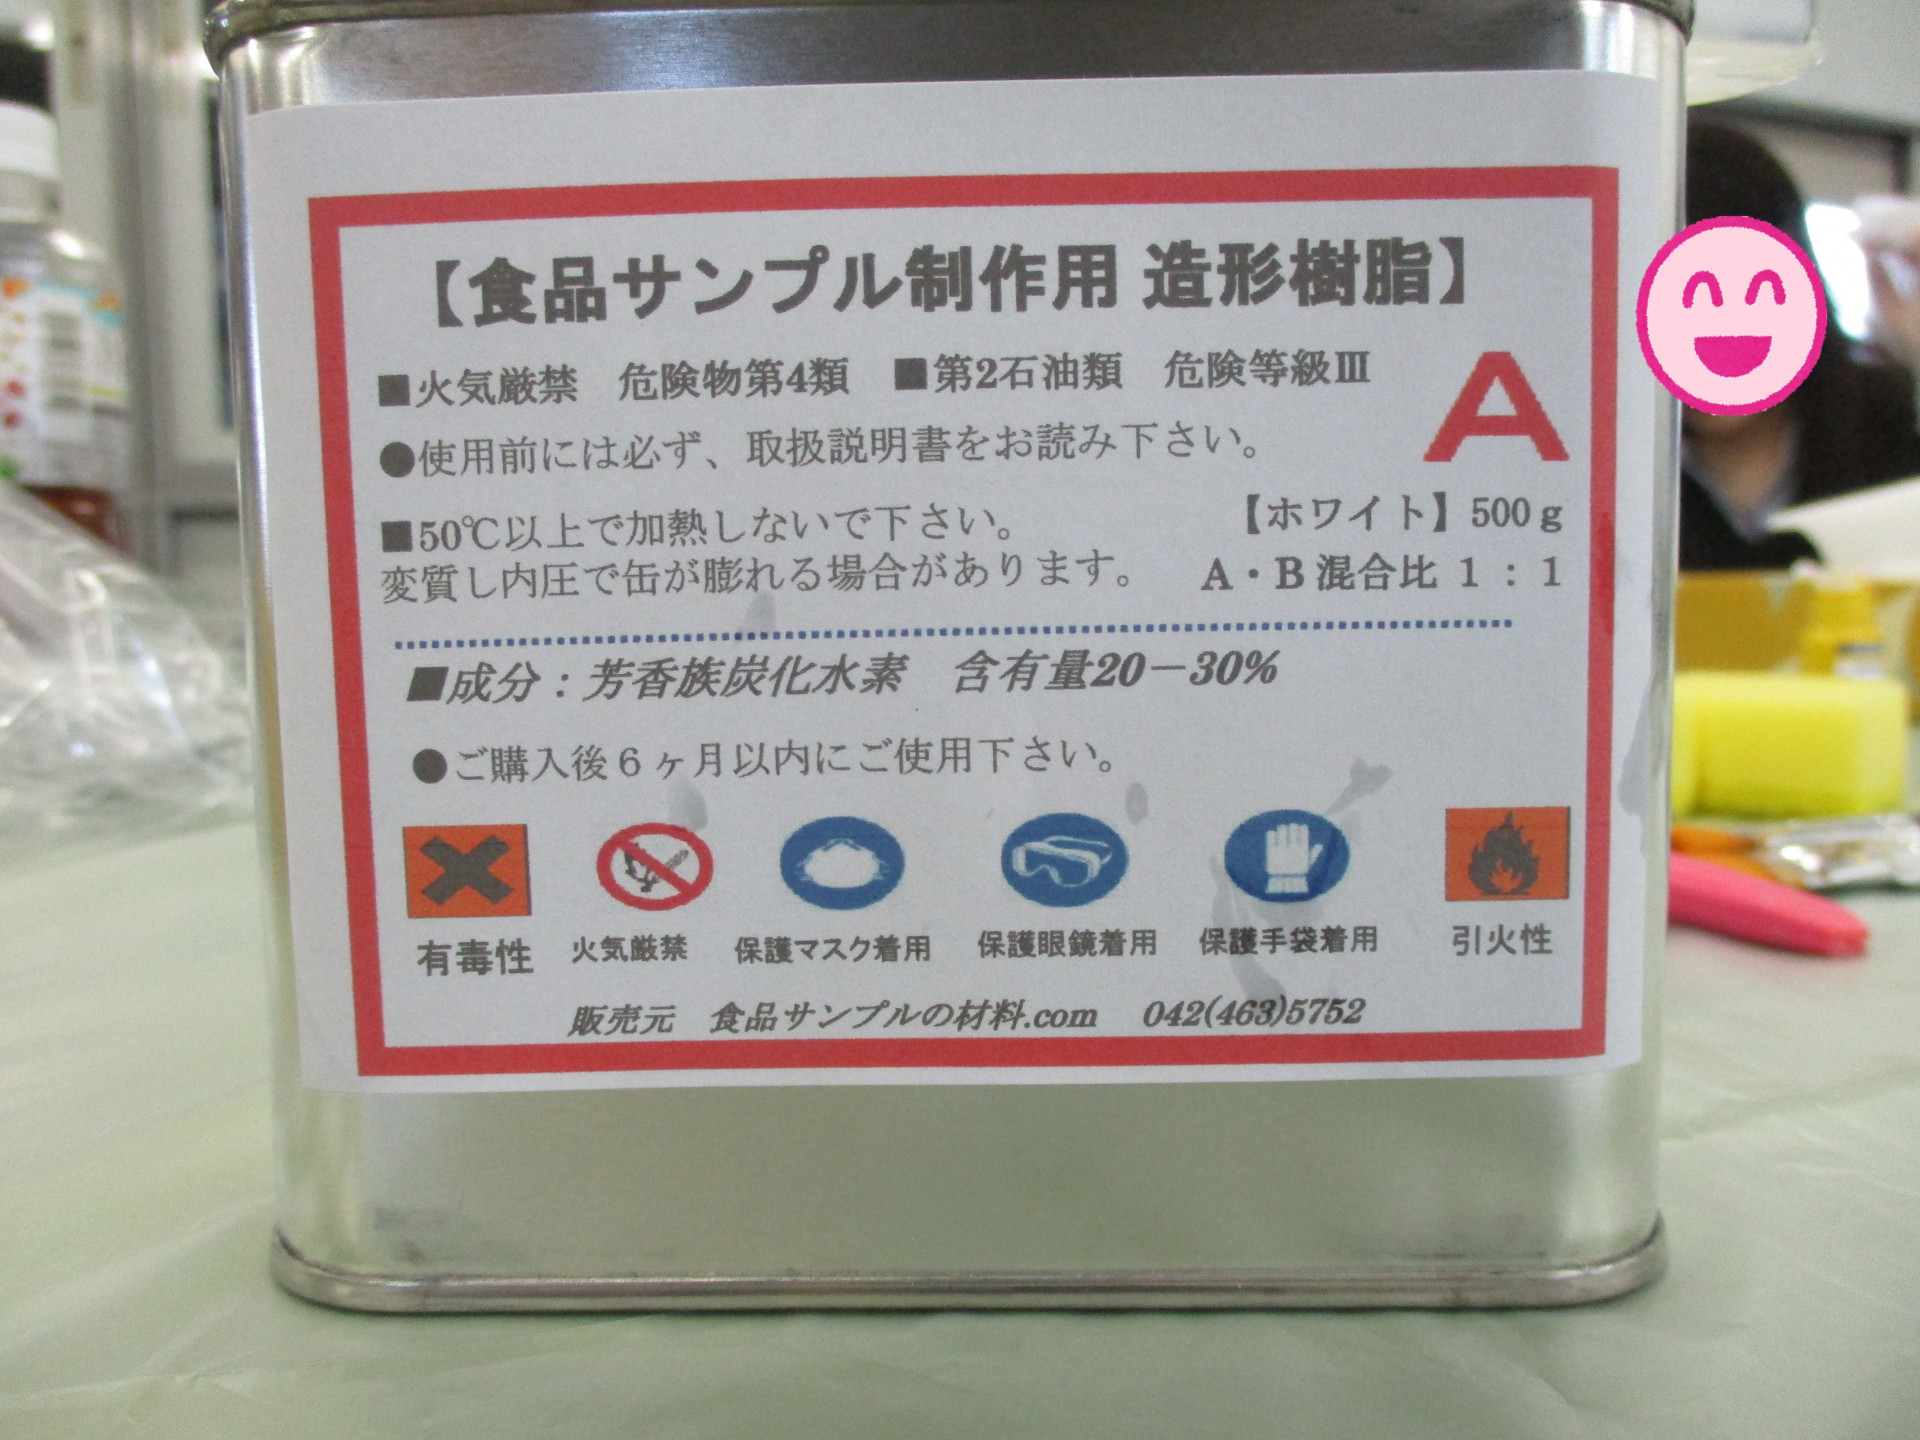 【食品サンプル制作用 造形樹脂】
■火気厳禁　危険物第4類　■第2石油類　危険等級Ⅲ
A
●使用前には必ず、取扱説明書をお読み下さい。
■50℃以上で加熱しないで下さい。
変質し内圧で缶が膨れる場合があります。
【ホワイト】500g
A・B 混合比 １：１
■成分：芳香族炭化水素　含有量20－30%
●ご購入後６ヶ月以内にご使用下さい。
有毒性　火気厳禁　保護マスク着用　保護眼鏡着用　保護手袋着用　引火性
販売元　食品サンプルの材料.com　042(463)5752